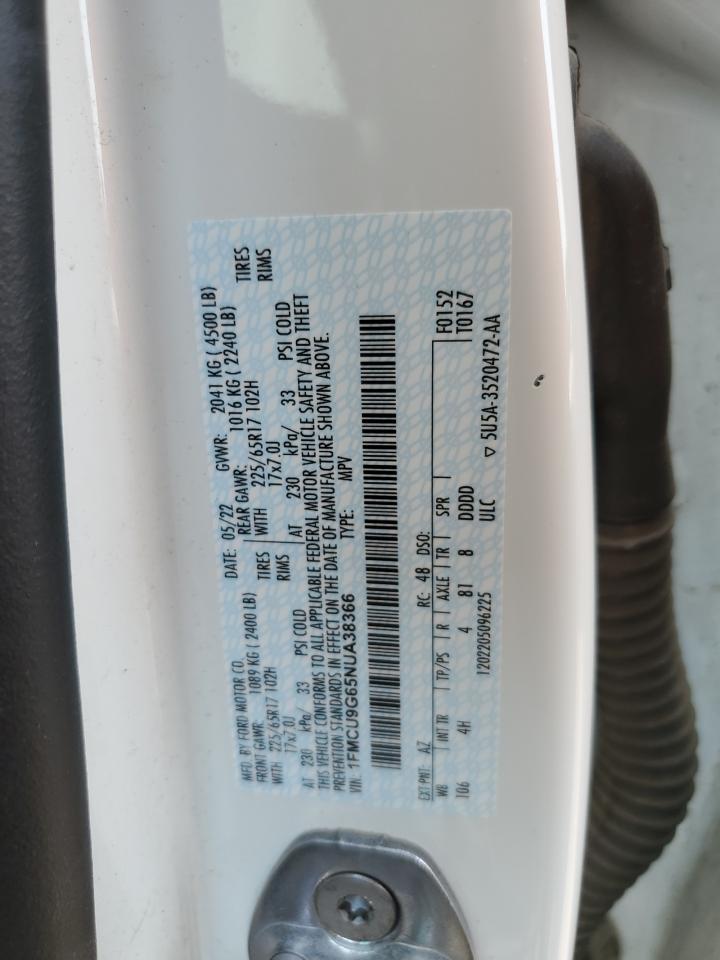 MFD. BY FORD MOTOR CO. DATE: 05/22 GVWR: 2041 KG ( 4500 LB)
FRONT GAWR: 1089 KG ( 2400 LB) REAR GAWR: 1016 KG ( 2240 LB)
WITH 225/65R17 102H TIRES WITH 225/65R17 102H TIRES
17x7.0J RIMS 17x7.0J RIMS
AT 230 kPa/ 33 PSI COLD AT 230 kPa/ 33 PSI COLD
THIS VEHICLE CONFORMS TO ALL APPLICABLE FEDERAL MOTOR VEHICLE SAFETY AND THEFT
PREVENTION STANDARDS IN EFFECT ON THE DATE OF MANUFACTURE SHOWN ABOVE.
VIN: 1FMCU9G65NUA38366 TYPE: MPV
EXT PNT: AZ RC: 48 DSO: F0152
WB INT TR TP/PS R AXLE TR SPR T0167
106 4H 4 81 8 DDDD
1202205096225 ULC ▽ 5U5A-3520472-AA